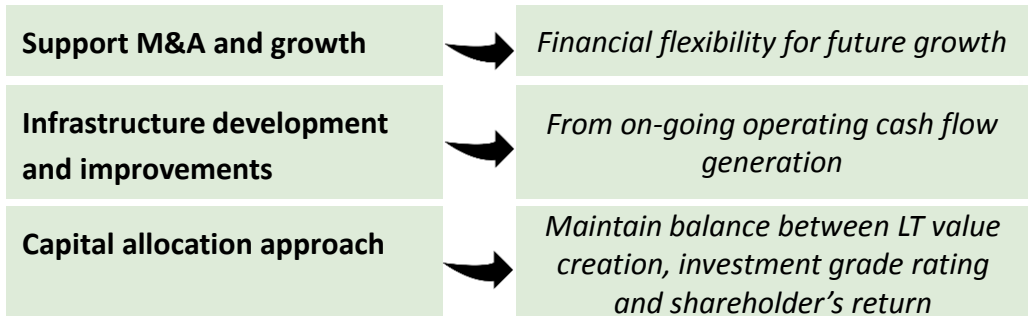 Support M&A and growth
Financial flexibility for future growth
Infrastructure development
and improvements
From on-going operating cash flow
generation
Capital allocation approach
Maintain balance between LT value
creation, investment grade rating
and shareholder’s return